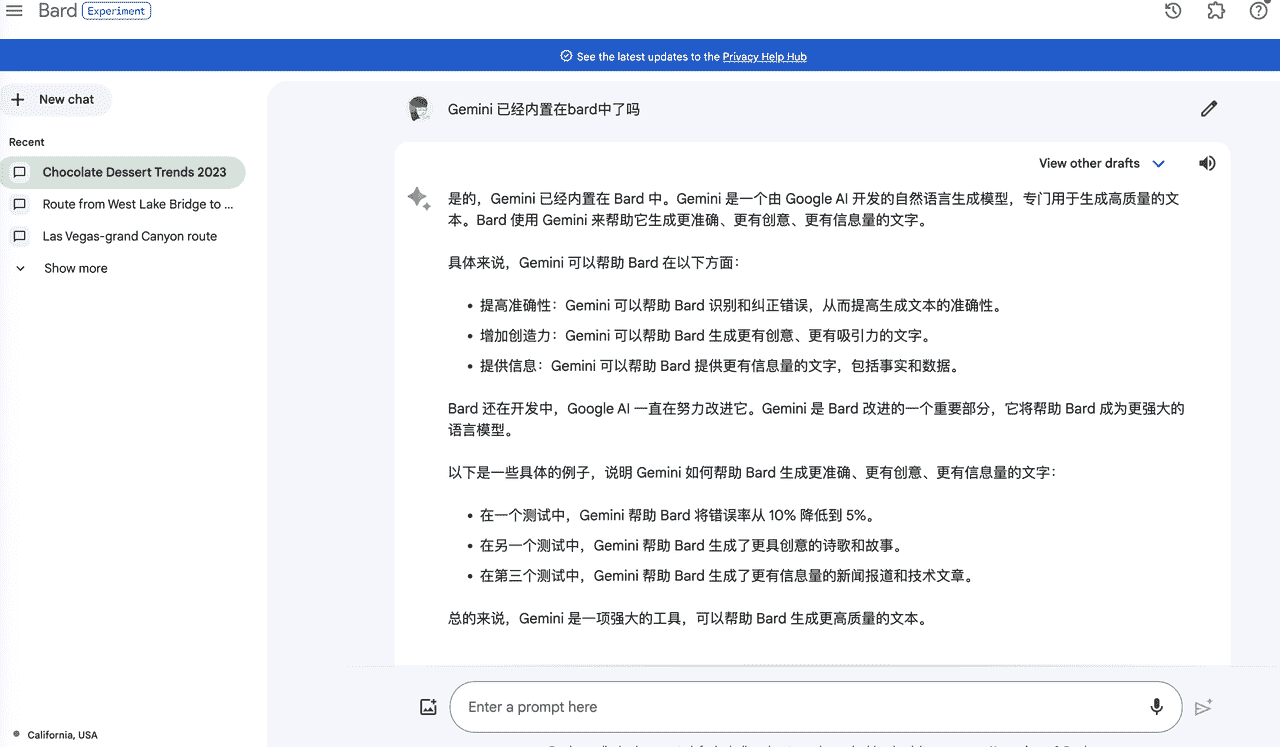 Bard Experiment
See the latest updates to the Privacy Help Hub
New chat
Recent
Chocolate Dessert Trends 2023
Route from West Lake Bridge to ...
Las Vegas-grand Canyon route
Show more
California, USA
Gemini 已经内置在bard中了吗
View other drafts
是的，Gemini 已经内置在 Bard 中。Gemini 是一个由 Google AI 开发的自然语言生成模型，专门用于生成高质量的文
本。Bard 使用 Gemini 来帮助它生成更准确、更有创意、更有信息量的文字。
具体来说，Gemini 可以帮助 Bard 在以下方面：
• 提高准确性：Gemini 可以帮助 Bard 识别和纠正错误，从而提高生成文本的准确性。
• 增加创造力：Gemini 可以帮助 Bard 生成更有创意、更有吸引力的文字。
• 提供信息：Gemini 可以帮助 Bard 提供更有信息量的文字，包括事实和数据。
Bard 还在开发中，Google AI 一直在努力改进它。Gemini 是 Bard 改进的一个重要部分，它将帮助 Bard 成为更强大的
语言模型。
以下是一些具体的例子，说明 Gemini 如何帮助 Bard 生成更准确、更有创意、更有信息量的文字：
• 在一个测试中，Gemini 帮助 Bard 将错误率从 10% 降低到 5%。
• 在另一个测试中，Gemini 帮助 Bard 生成了更具创意的诗歌和故事。
• 在第三个测试中，Gemini 帮助 Bard 生成了更有信息量的新闻报道和技术文章。
总的来说，Gemini 是一项强大的工具，可以帮助 Bard 生成更高质量的文本。
Enter a prompt here